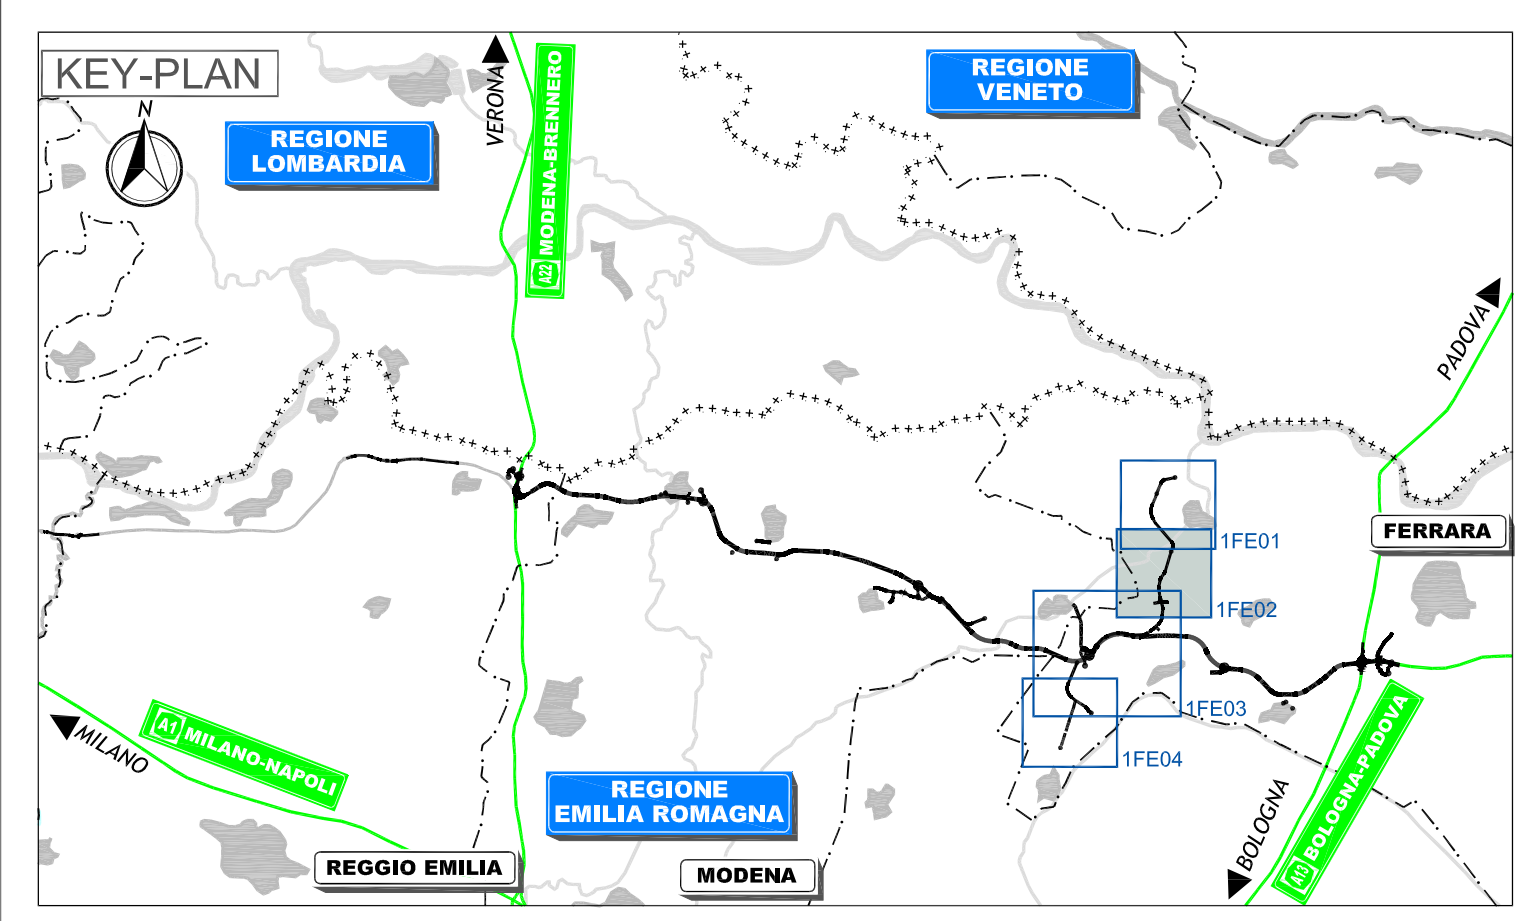 KEY-PLAN
N
REGIONE
LOMBARDIA
VERONA
A22 MODENA-BRENNERO
REGIONE
VENETO
PADOVA
FERRARA
1FE01
1FE02
1FE03
1FE04
A1 MILANO-NAPOLI
MILANO
REGIONE
EMILIA ROMAGNA
REGGIO EMILIA
MODENA
BOLOGNA
A13 BOLOGNA-PADOVA